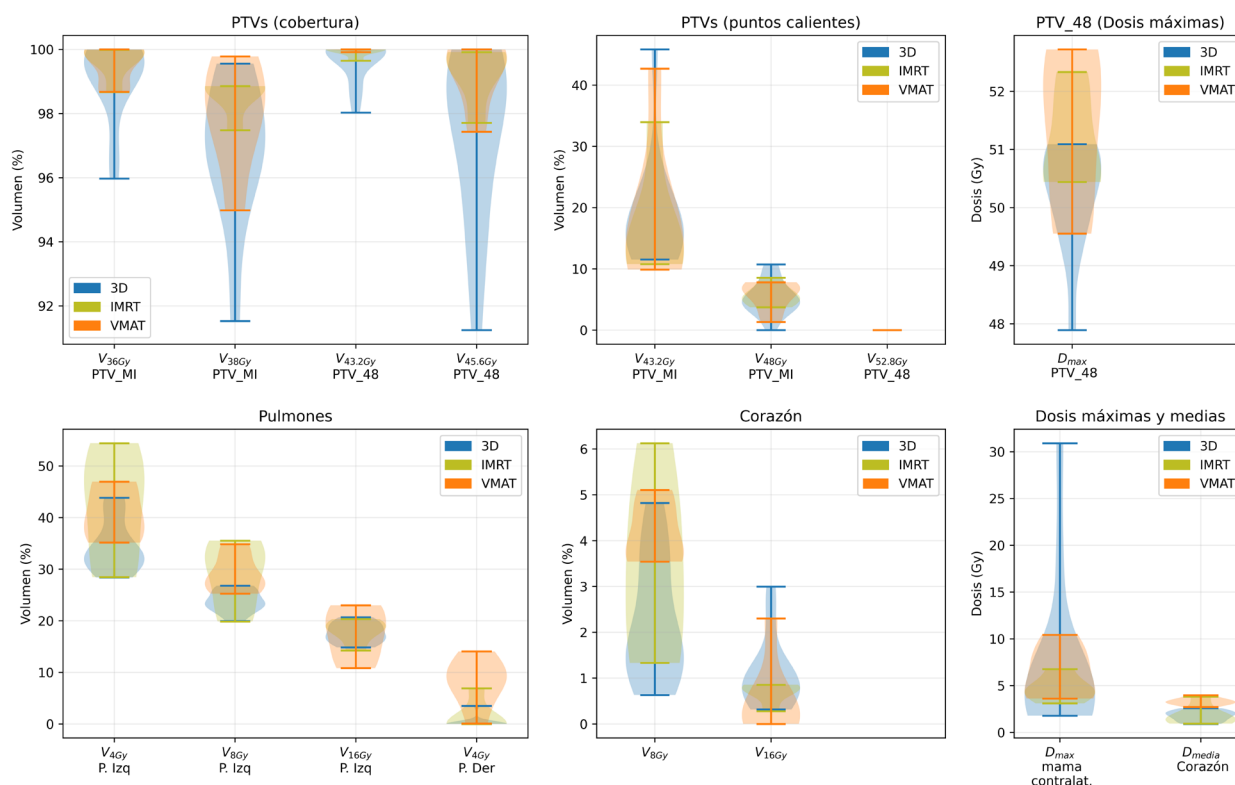 PTVs (cobertura)
Volumen (%)
100
98
96
94
92
3D
IMRT
VMAT
V36Gy
PTV_MI
V38Gy
PTV_MI
V43.2Gy
PTV_48
V45.6Gy
PTV_48
PTVs (puntos calientes)
Volumen (%)
40
30
20
10
0
3D
IMRT
VMAT
V43.2Gy
PTV_MI
V48Gy
PTV_MI
V52.8Gy
PTV_48
PTV_48 (Dosis máximas)
Dosis (Gy)
52
51
50
49
48
3D
IMRT
VMAT
Dmax
PTV_48
Pulmones
Volumen (%)
50
40
30
20
10
0
3D
IMRT
VMAT
V4Gy
P. Izq
V8Gy
P. Izq
V16Gy
P. Izq
V4Gy
P. Der
Corazón
Volumen (%)
6
5
4
3
2
1
0
3D
IMRT
VMAT
V8Gy
V16Gy
Dosis máximas y medias
Dosis (Gy)
30
25
20
15
10
5
0
3D
IMRT
VMAT
Dmax
mama
contralat.
Dmedia
Corazón